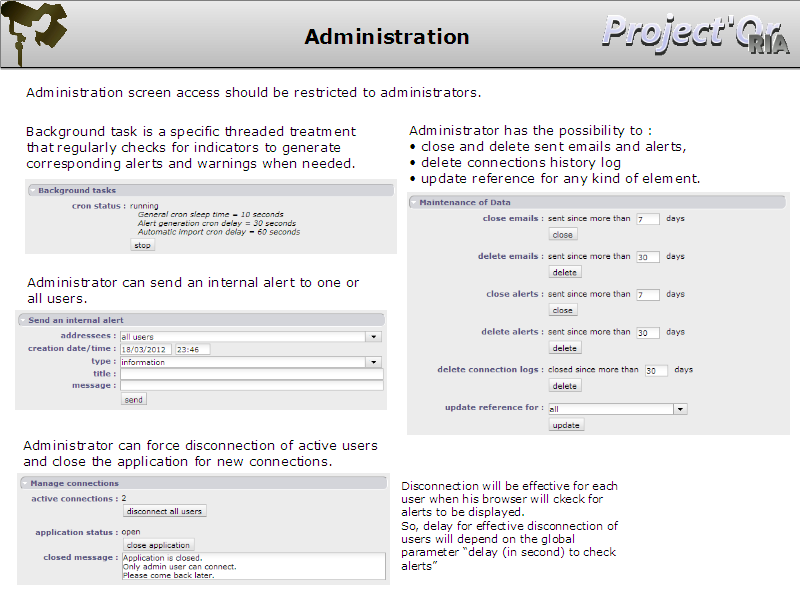 Administration
Project'Or
RIA
Administration screen access should be restricted to administrators.
Background task is a specific threaded treatment
that regularly checks for indicators to generate
corresponding alerts and warnings when needed.
Background tasks
cron status : running
General cron sleep time = 10 seconds
Alert generation cron delay = 30 seconds
Automatic import cron delay = 60 seconds
stop
Administrator can send an internal alert to one or
all users.
Send an internal alert
addressees : all users
creation date/time : 18/03/2012 23:46
type : information
title :
message :
send
Administrator can force disconnection of active users
and close the application for new connections.
Manage connections
active connections : 2
disconnect all users
application status : open
close application
closed message : Application is closed.
Only admin user can connect.
Please come back later.
Administrator has the possibility to :
• close and delete sent emails and alerts,
• delete connections history log
• update reference for any kind of element.
Maintenance of Data
close emails : sent since more than 7 days
close
delete emails : sent since more than 30 days
delete
close alerts : sent since more than 7 days
close
delete alerts : sent since more than 30 days
delete
delete connection logs : closed since more than 30 days
delete
update reference for : all
update
Disconnection will be effective for each
user when his browser will ckeck for
alerts to be displayed.
So, delay for effective disconnection of
users will depend on the global
parameter “delay (in second) to check
alerts”